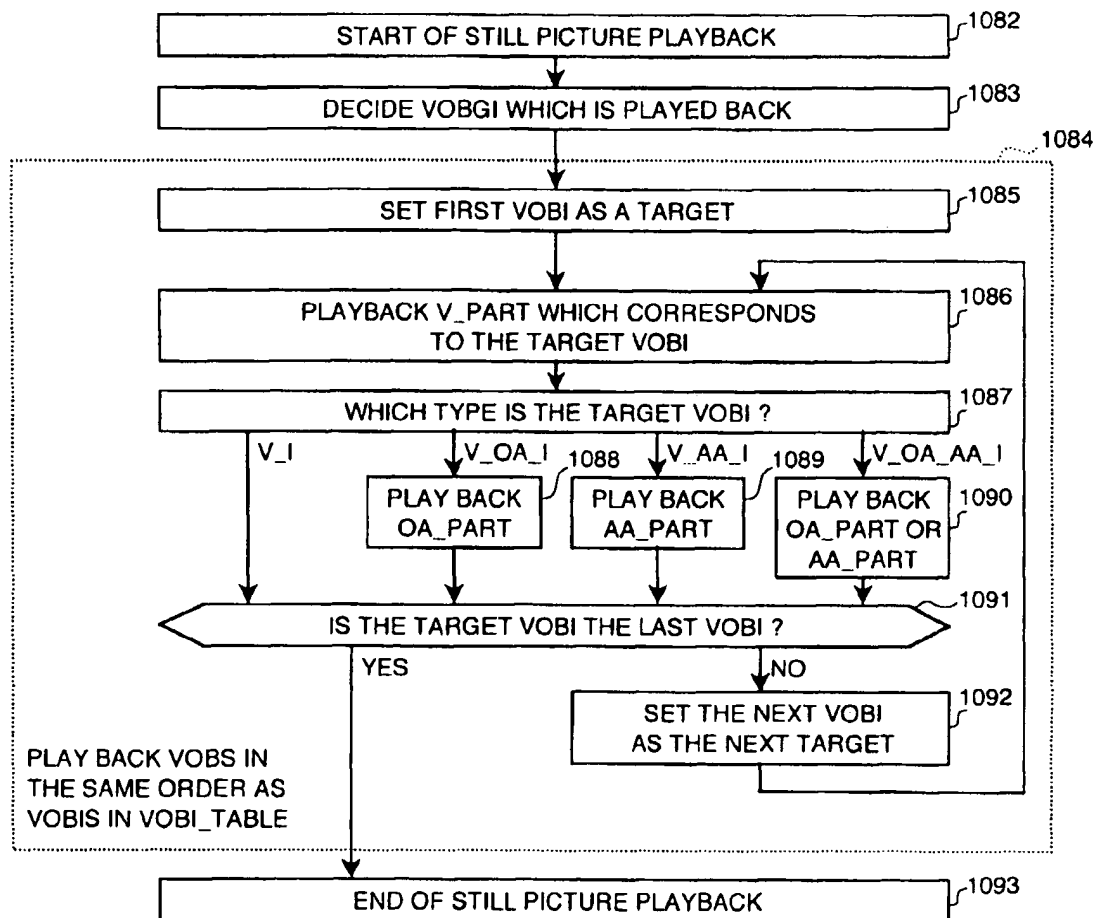 START OF STILL PICTURE PLAYBACK
1082
DECIDE VOBGI WHICH IS PLAYED BACK
1083
1084
SET FIRST VOBI AS A TARGET
1085
PLAYBACK V_PART WHICH CORRESPONDS
TO THE TARGET VOBI
1086
WHICH TYPE IS THE TARGET VOBI ?
1087
V_I
V_OA_I
V_AA_I
V_OA_AA_I
1088
PLAY BACK
OA_PART
1089
PLAY BACK
AA_PART
1090
PLAY BACK
OA_PART OR
AA_PART
IS THE TARGET VOBI THE LAST VOBI ?
1091
YES
NO
SET THE NEXT VOBI
AS THE NEXT TARGET
1092
PLAY BACK VOBS IN
THE SAME ORDER AS
VOBIS IN VOBI_TABLE
END OF STILL PICTURE PLAYBACK
1093